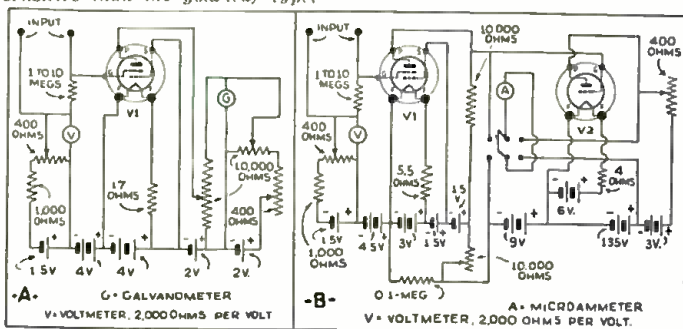 INPUT
1 TO 10
MEGS.
V
400
OHMS
1,000
OHMS
1.5V
4V
4V
2V
2V.
V1
17
OHMS
G
10,000
OHMS
400
OHMS
-A-
G = GALVANOMETER
V = VOLTMETER, 2,000 OHMS PER VOLT
INPUT
1 TO 10
MEGS
V
400
OHMS
1,000
OHMS
1.5V
4.5V
3V
1.5V
1.5
V
V1
5.5
OHMS
10,000
OHMS
A
V2
400
OHMS
4
OHMS
6V.
9V
135V
3V.
10,000
OHMS
0.1-MEG
-B-
A = MICROAMMETER
V = VOLTMETER, 2,000 OHMS PER VOLT.